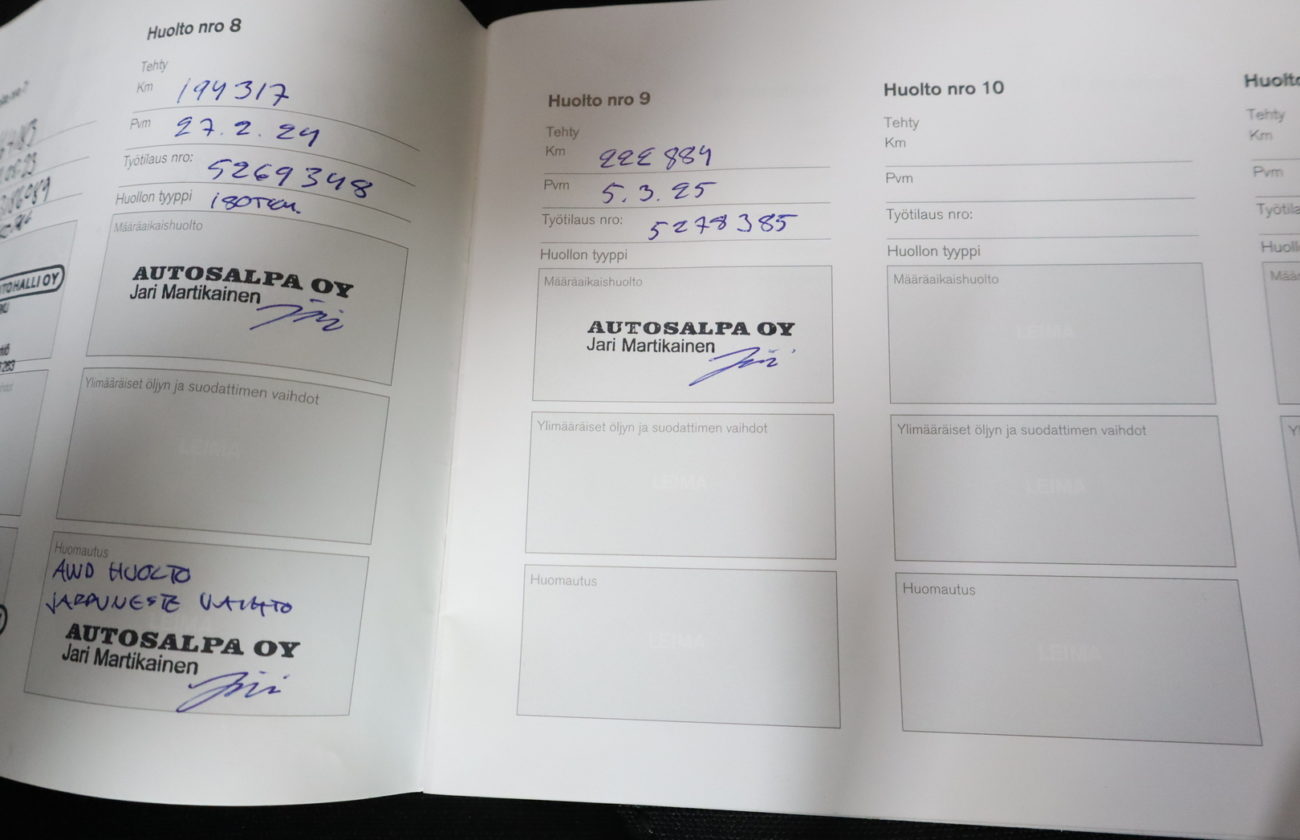 Huolto nro 8
Tehty
Km 194317
Pvm 27.2.24
Työtilaus nro: 5269348
Huollon tyyppi 180TKM.
Määräaikaishuolto
AUTOSALPA OY
Jari Martikainen
Ylimääräiset öljyn ja suodattimen vaihdot
LEIMA
Huomautus
AWD HUOLTO
JARRUNESTE VAIHTO
AUTOSALPA OY
Jari Martikainen
Huolto nro 9
Tehty
Km 222884
Pvm 5.3.25
Työtilaus nro: 5278385
Huollon tyyppi
Määräaikaishuolto
AUTOSALPA OY
Jari Martikainen
Ylimääräiset öljyn ja suodattimen vaihdot
LEIMA
Huomautus
LEIMA
Huolto nro 10
Tehty
Km
Pvm
Työtilaus nro:
Huollon tyyppi
Määräaikaishuolto
LEIMA
Ylimääräiset öljyn ja suodattimen vaihdot
LEIMA
Huomautus
LEIMA
Tehty
Km
Pvm